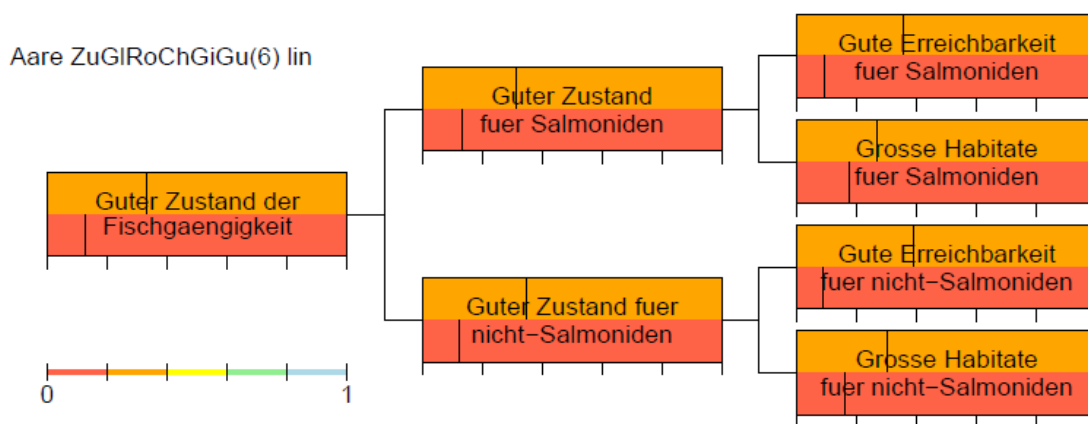 Aare ZuGlRoChGiGu(6) lin
Guter Zustand der
Fischgaengigkeit
Guter Zustand
fuer Salmoniden
Guter Zustand fuer
nicht−Salmoniden
Gute Erreichbarkeit
fuer Salmoniden
Grosse Habitate
fuer Salmoniden
Gute Erreichbarkeit
fuer nicht−Salmoniden
Grosse Habitate
fuer nicht−Salmoniden
0 1